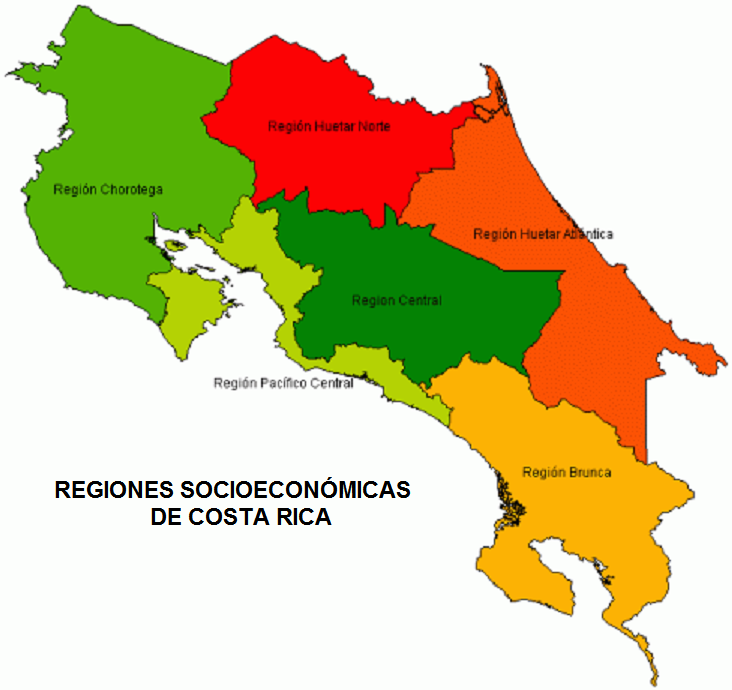 Región Huetar Norte
Región Chorotega
Región Huetar Atlántica
Region Central
Región Pacífico Central
Región Brunca
REGIONES SOCIOECONÓMICAS
DE COSTA RICA